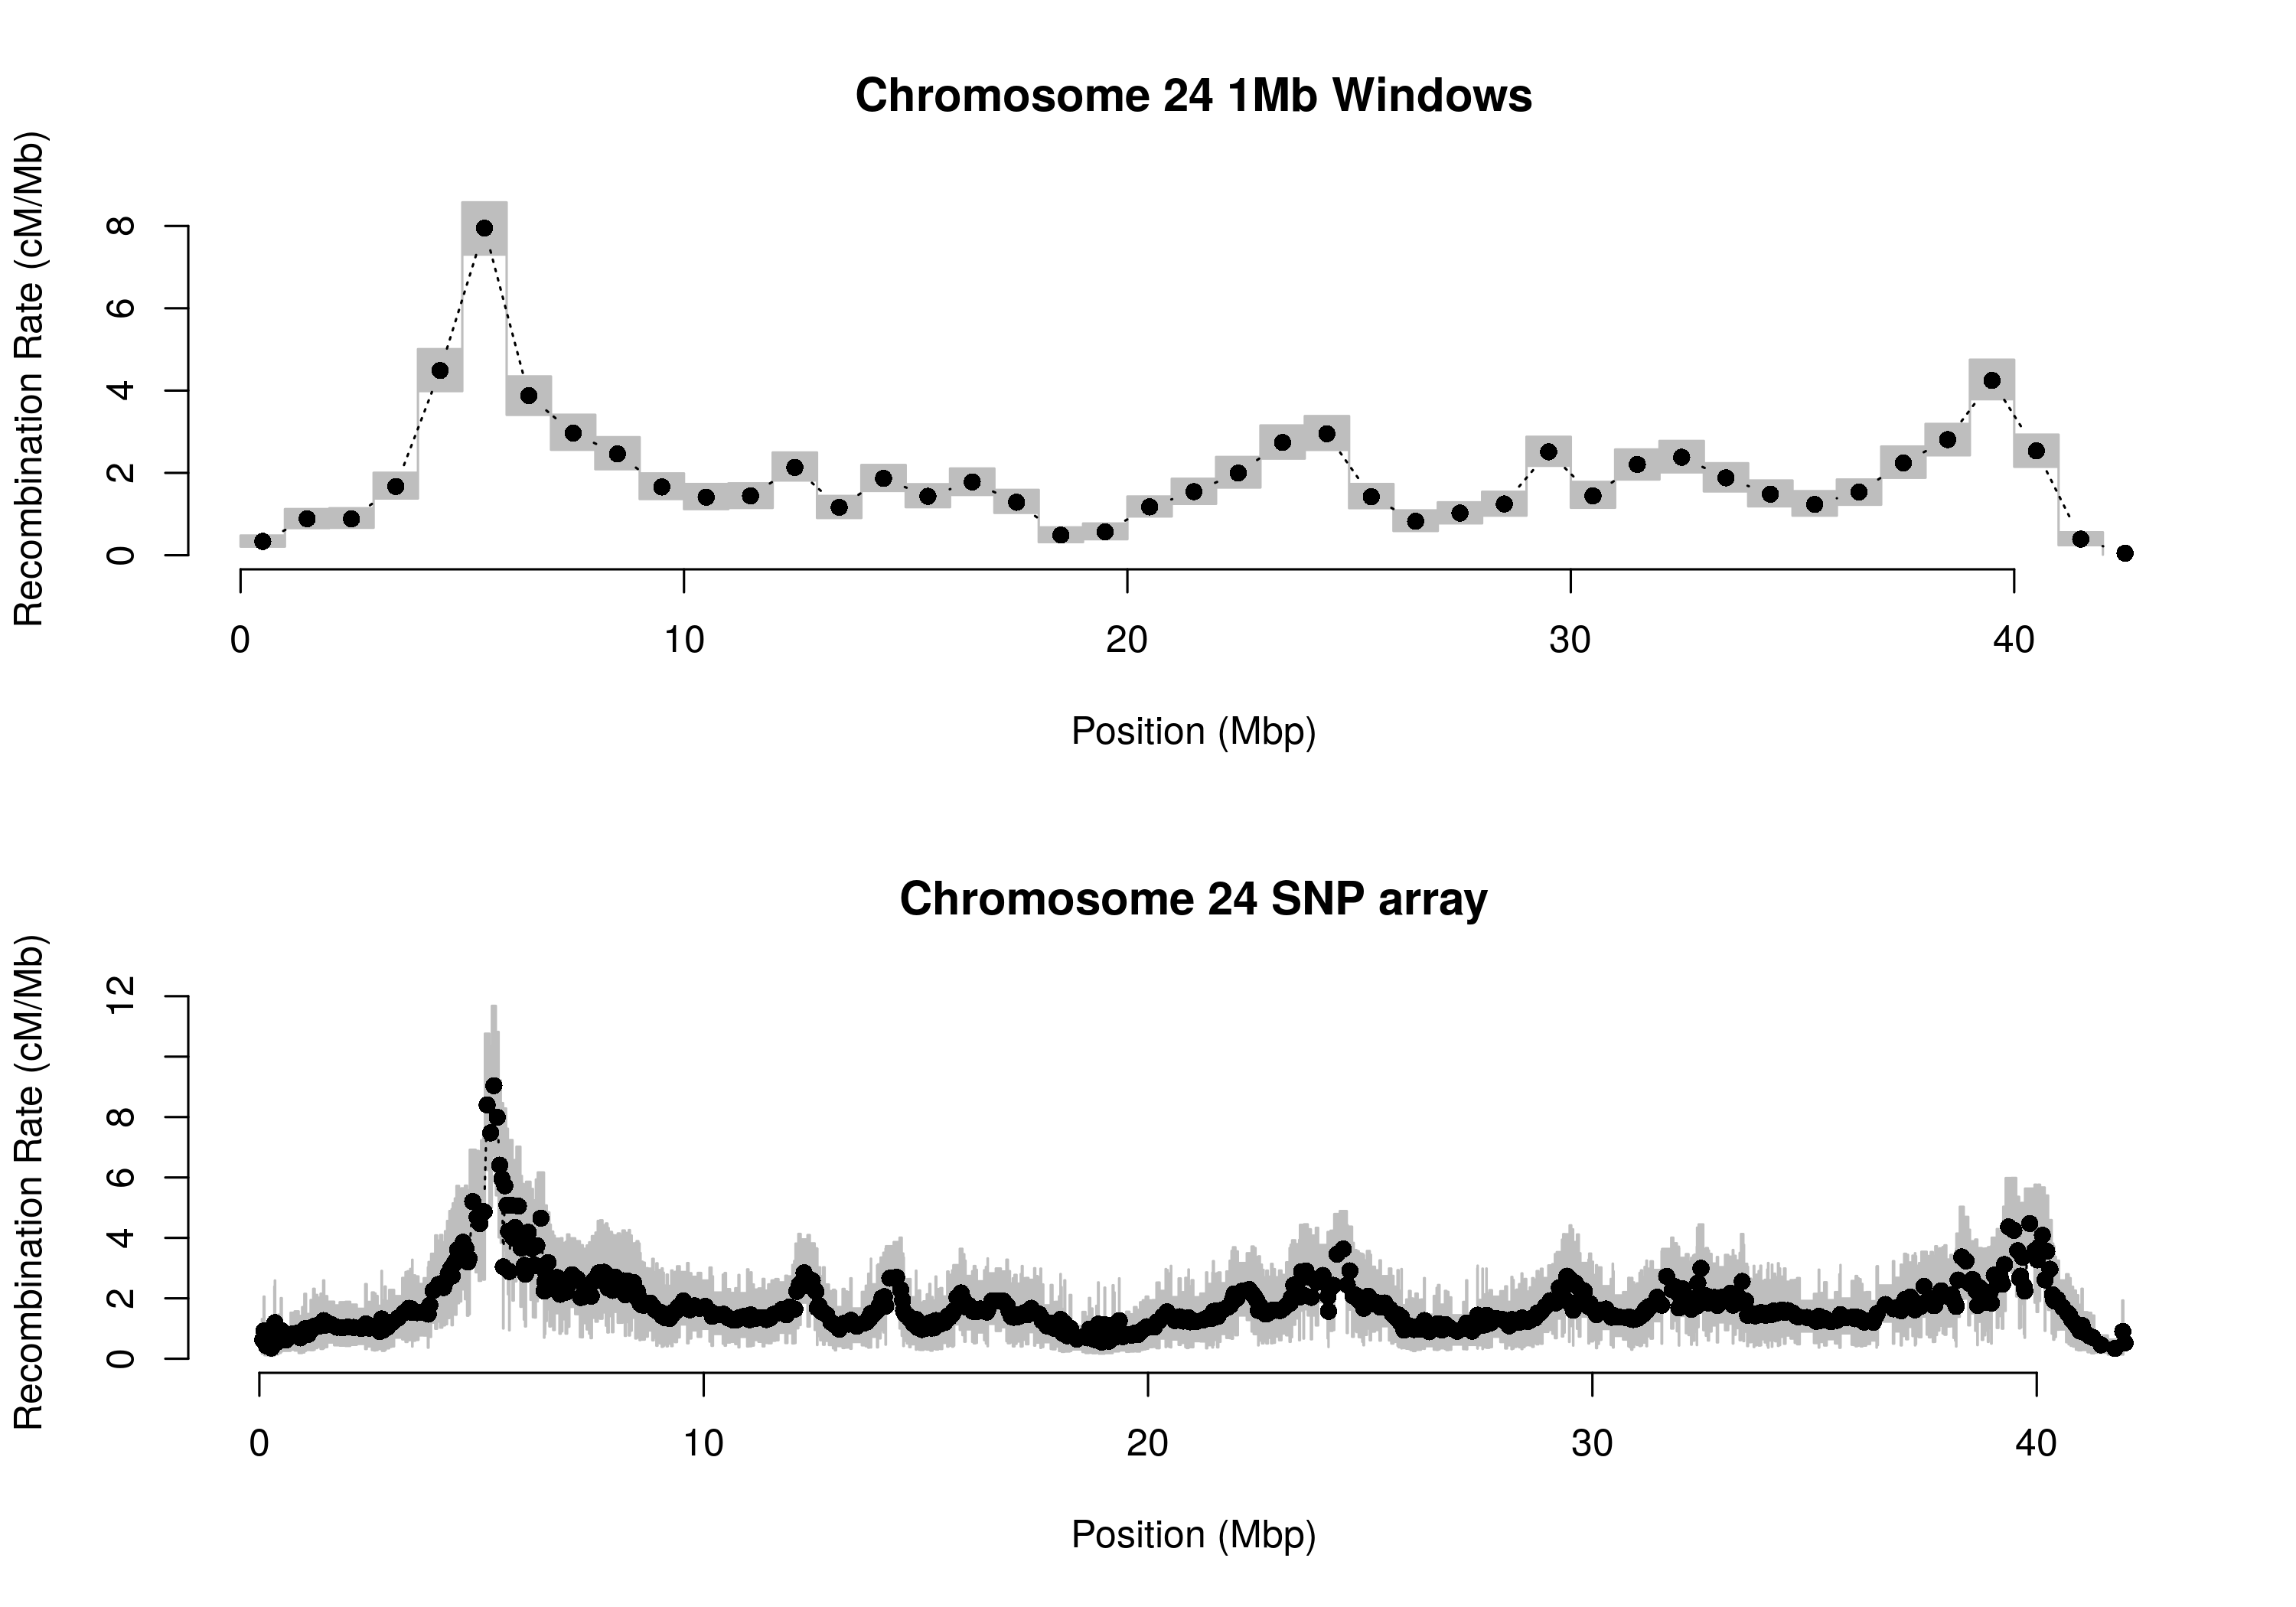 Chromosome 24 1Mb Windows
Recombination Rate (cM/Mb)
8
6
4
2
0
0 10 20 30 40
Position (Mbp)
Chromosome 24 SNP array
Recombination Rate (cM/Mb)
12
8
6
4
2
0
0 10 20 30 40
Position (Mbp)